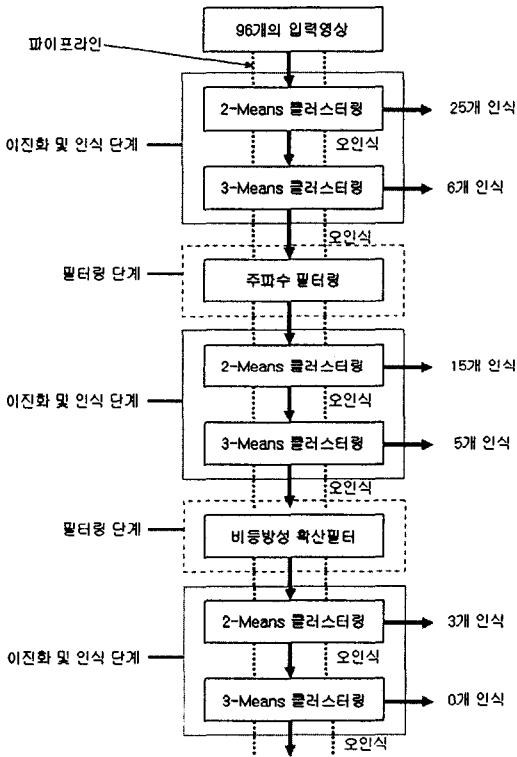 96개의 입력영상
파이프라인
2-Means 클러스터링
25개 인식
이진화 및 인식 단계
오인식
3-Means 클러스터링
6개 인식
오인식
필터링 단계
주파수 필터링
2-Means 클러스터링
15개 인식
이진화 및 인식 단계
오인식
3-Means 클러스터링
5개 인식
오인식
필터링 단계
비등방성 확산필터
2-Means 클러스터링
3개 인식
이진화 및 인식 단계
오인식
3-Means 클러스터링
0개 인식
오인식